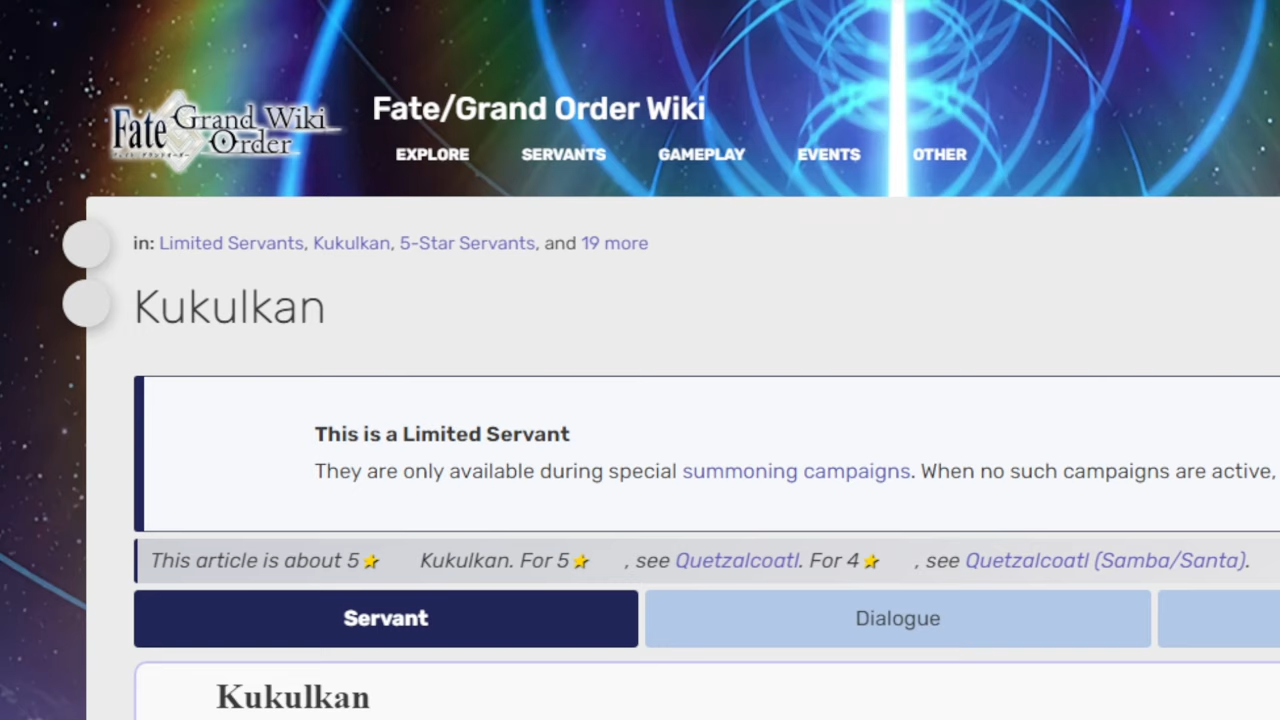 Fate Grand Wiki
Order
Fate/Grand Order Wiki
EXPLORE SERVANTS GAMEPLAY EVENTS OTHER
in: Limited Servants, Kukulkan, 5-Star Servants, and 19 more
Kukulkan
This is a Limited Servant
They are only available during special summoning campaigns. When no such campaigns are active,
This article is about 5⭐ Kukulkan. For 5⭐ , see Quetzalcoatl. For 4⭐ , see Quetzalcoatl (Samba/Santa).
Servant Dialogue
Kukulkan